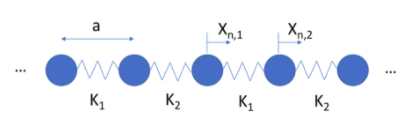 a X_{n,1} X_{n,2}
... ...
K_1 K_2 K_1 K_2